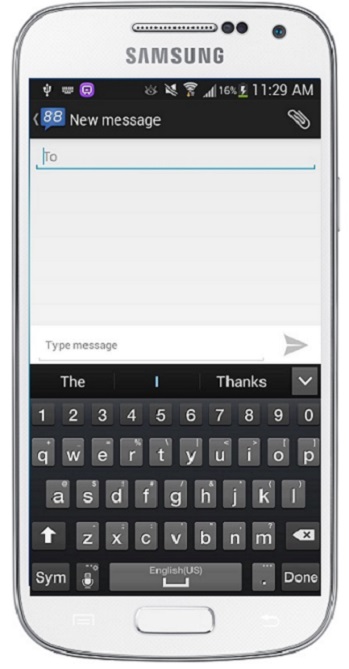 SAMSUNG
16% 11:29 AM
88 New message
To
Type message
The I Thanks
1 2 3 4 5 6 7 8 9 0
q w e r t y u i o p
a s d f g h j k l
z x c v b n m
English(US)
Sym . Done